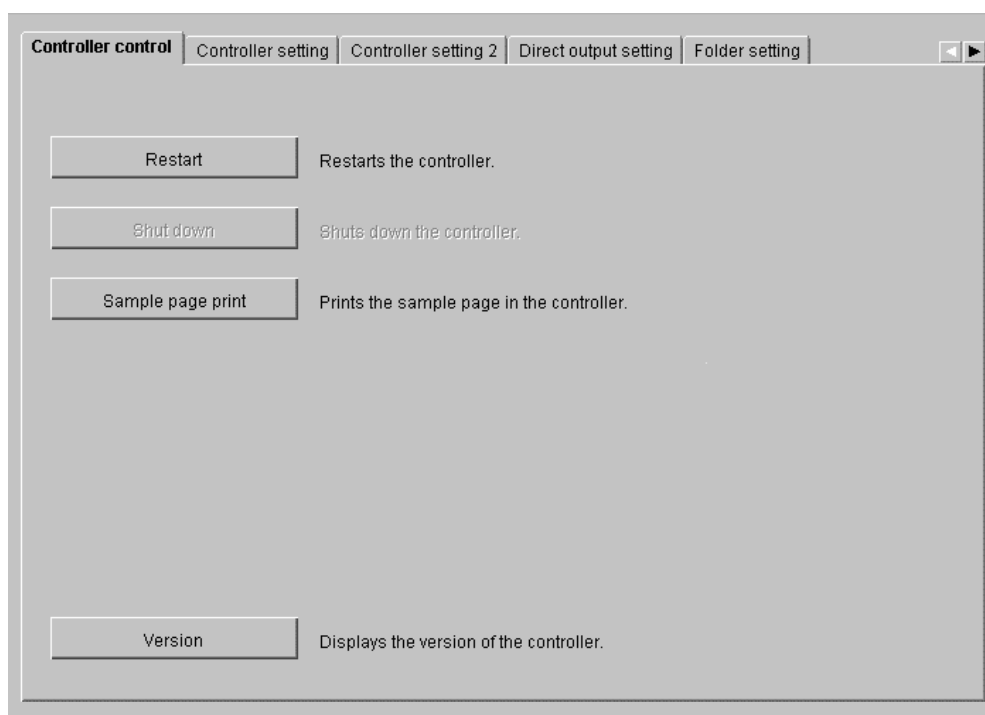 Controller control Controller setting Controller setting 2 Direct output setting Folder setting
Restart Restarts the controller.
Shut down Shuts down the controller.
Sample page print Prints the sample page in the controller.
Version Displays the version of the controller.